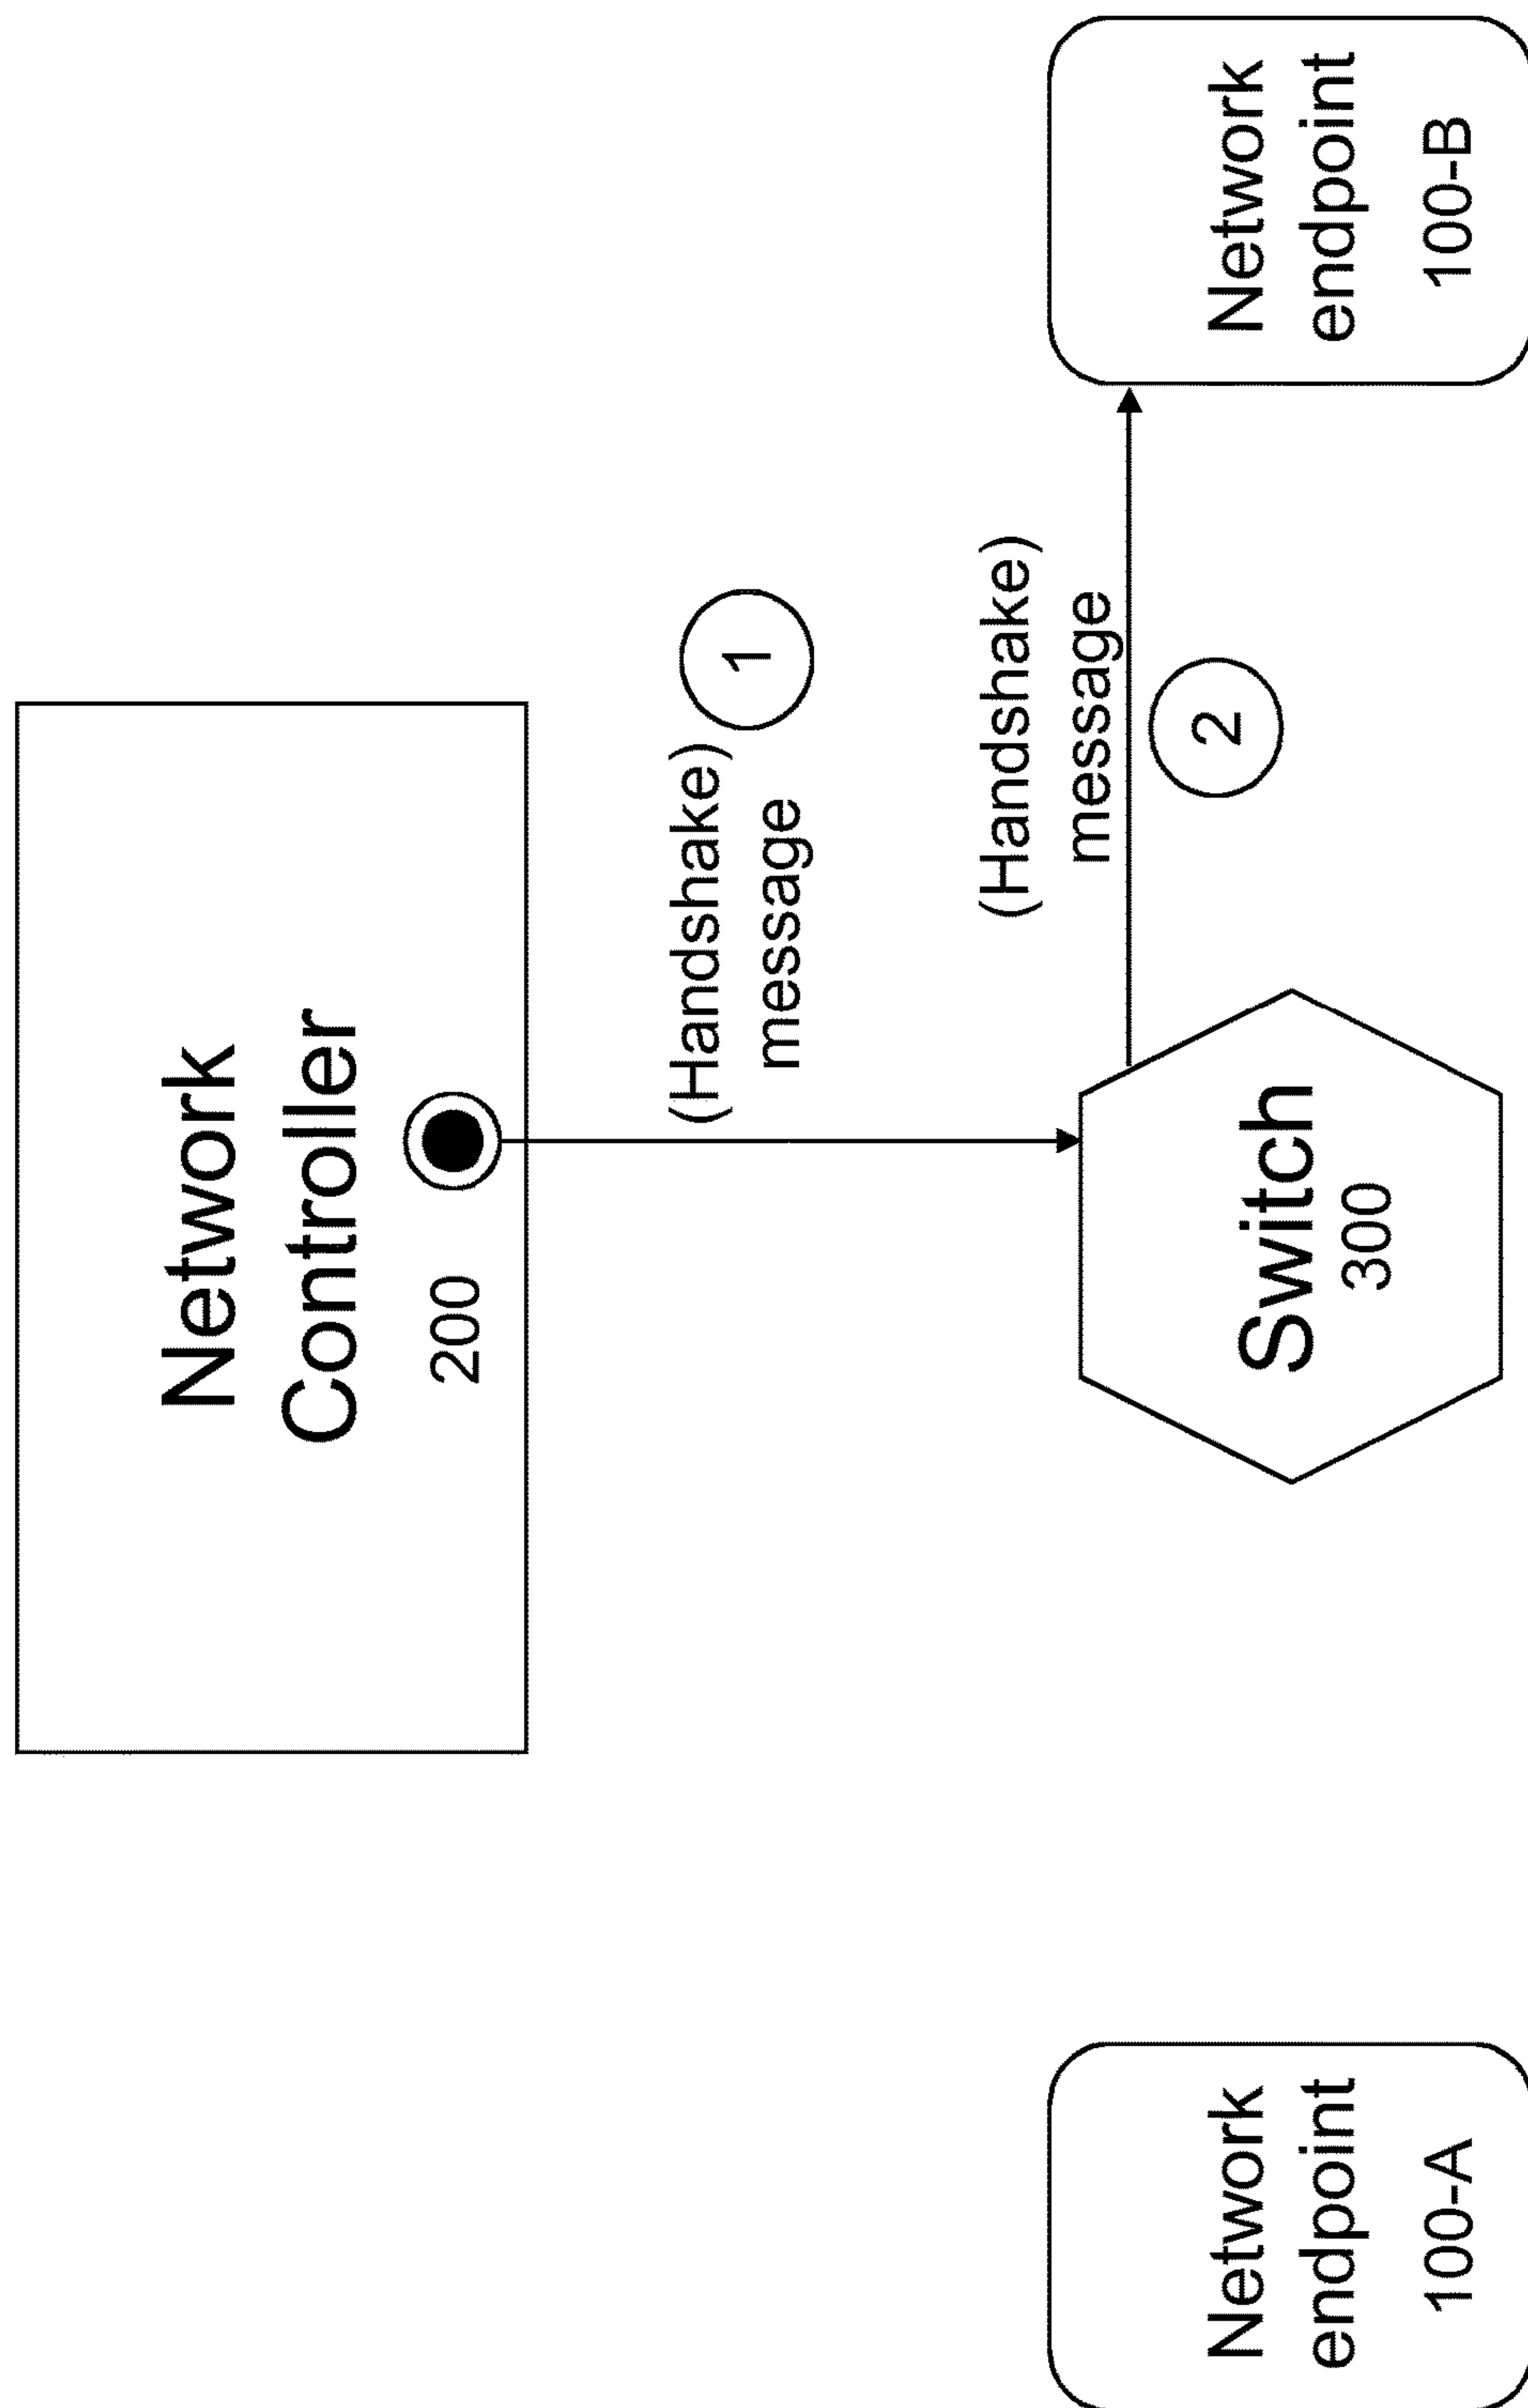 Network
Controller
200
(Handshake)
message
1
(Handshake)
message
2
Network
endpoint
100-A
Switch
300
Network
endpoint
100-B